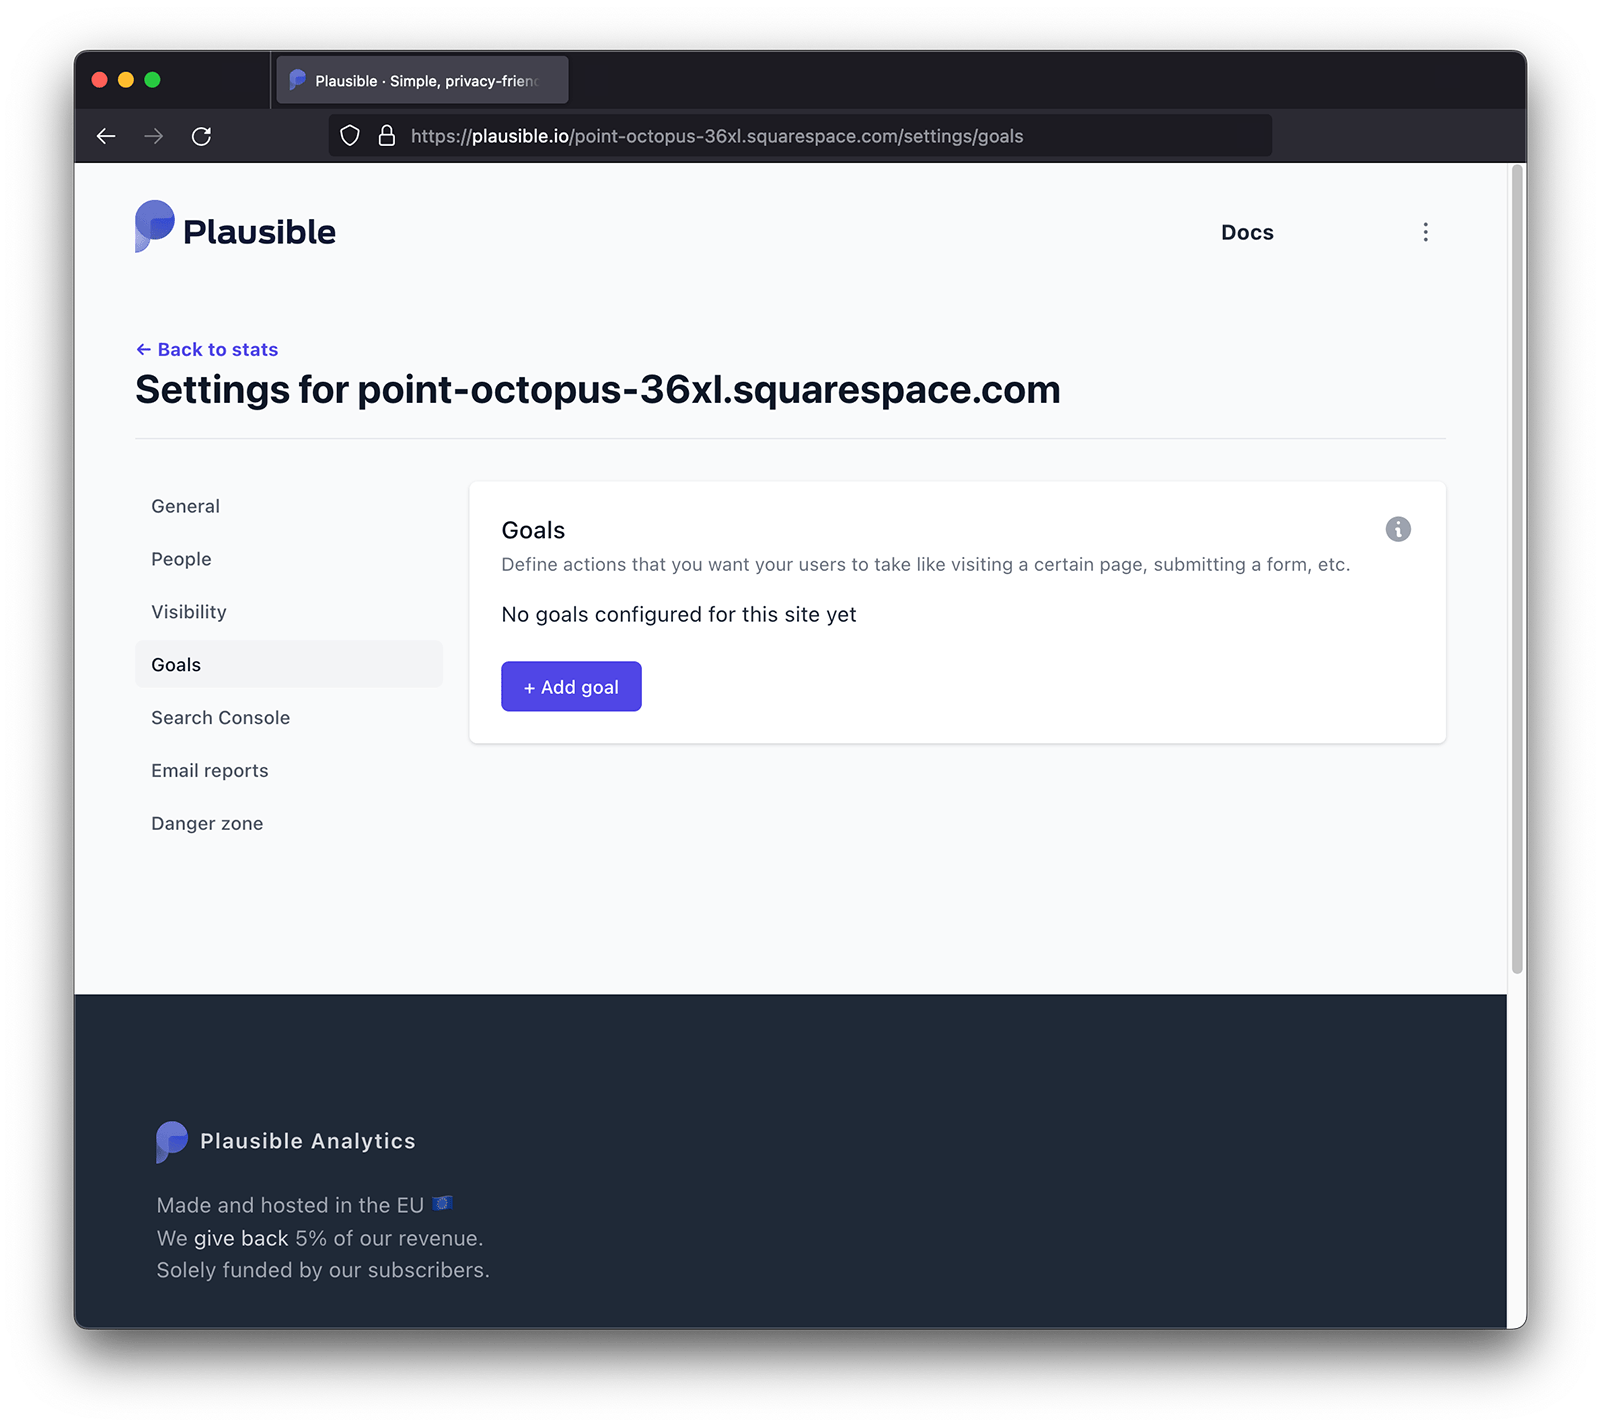 Plausible · Simple, privacy-frien
https://plausible.io/point-octopus-36xl.squarespace.com/settings/goals
Plausible
Docs
← Back to stats
Settings for point-octopus-36xl.squarespace.com
General
People
Visibility
Goals
Search Console
Email reports
Danger zone
Goals
Define actions that you want your users to take like visiting a certain page, submitting a form, etc.
No goals configured for this site yet
+ Add goal
Plausible Analytics
Made and hosted in the EU 🇪🇺
We give back 5% of our revenue.
Solely funded by our subscribers.